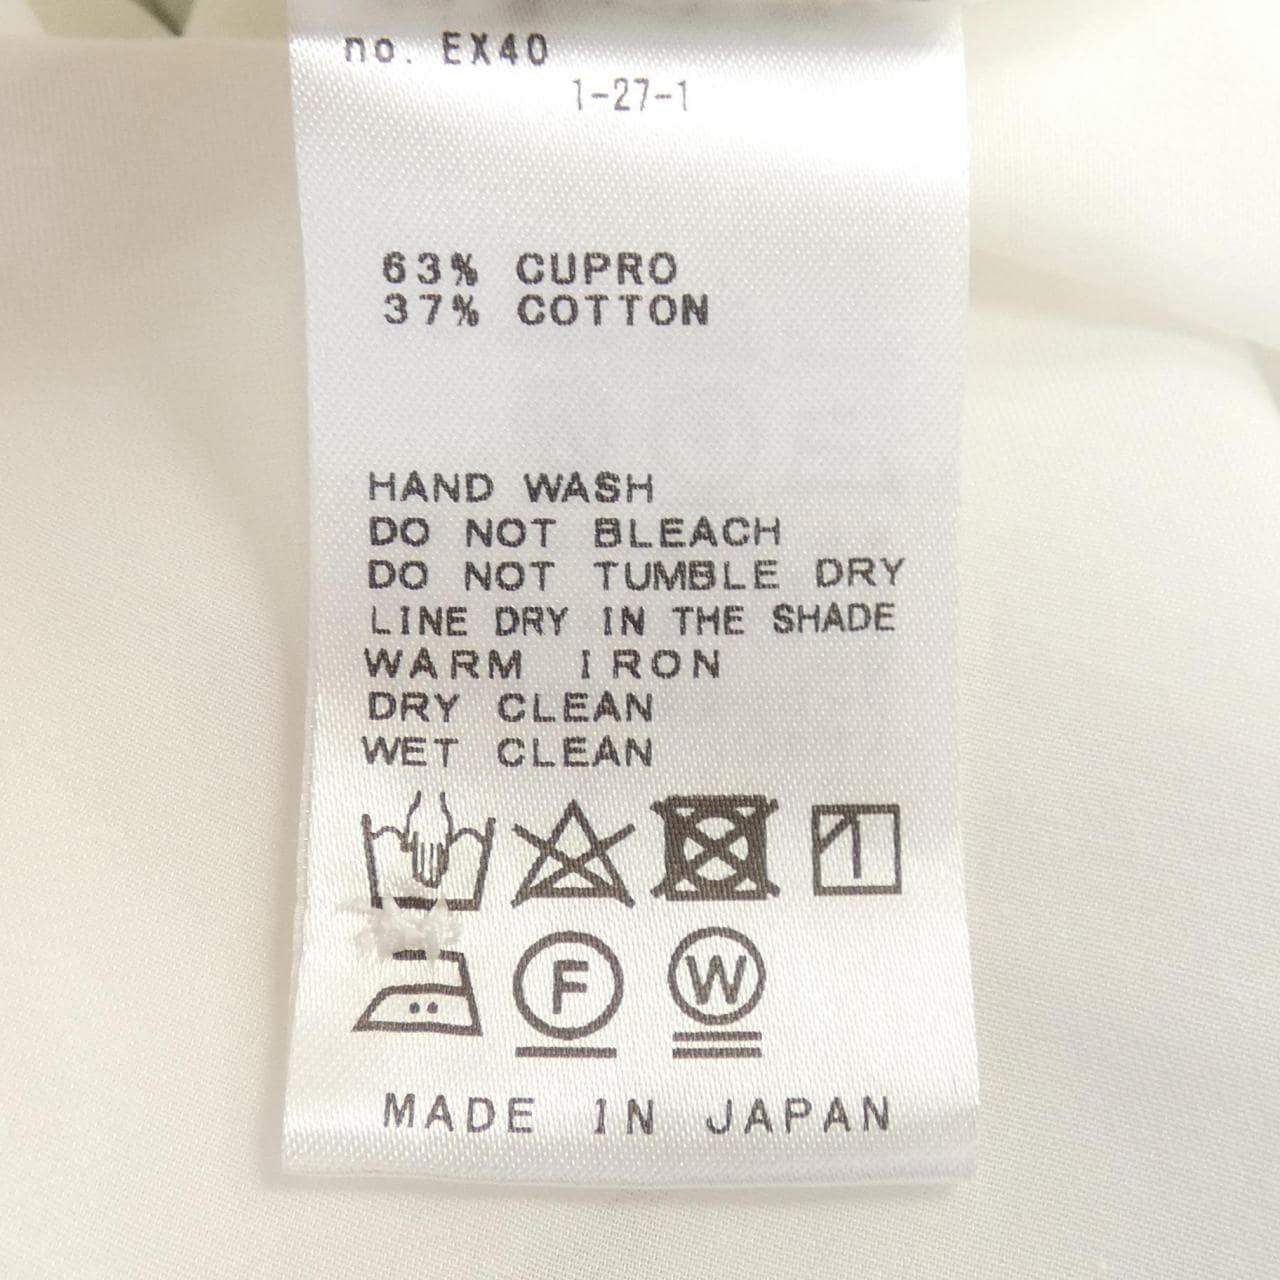 no. EX40
1-27-1
63% CUPRO
37% COTTON
HAND WASH
DO NOT BLEACH
DO NOT TUMBLE DRY
LINE DRY IN THE SHADE
WARM IRON
DRY CLEAN
WET CLEAN
F W
MADE IN JAPAN